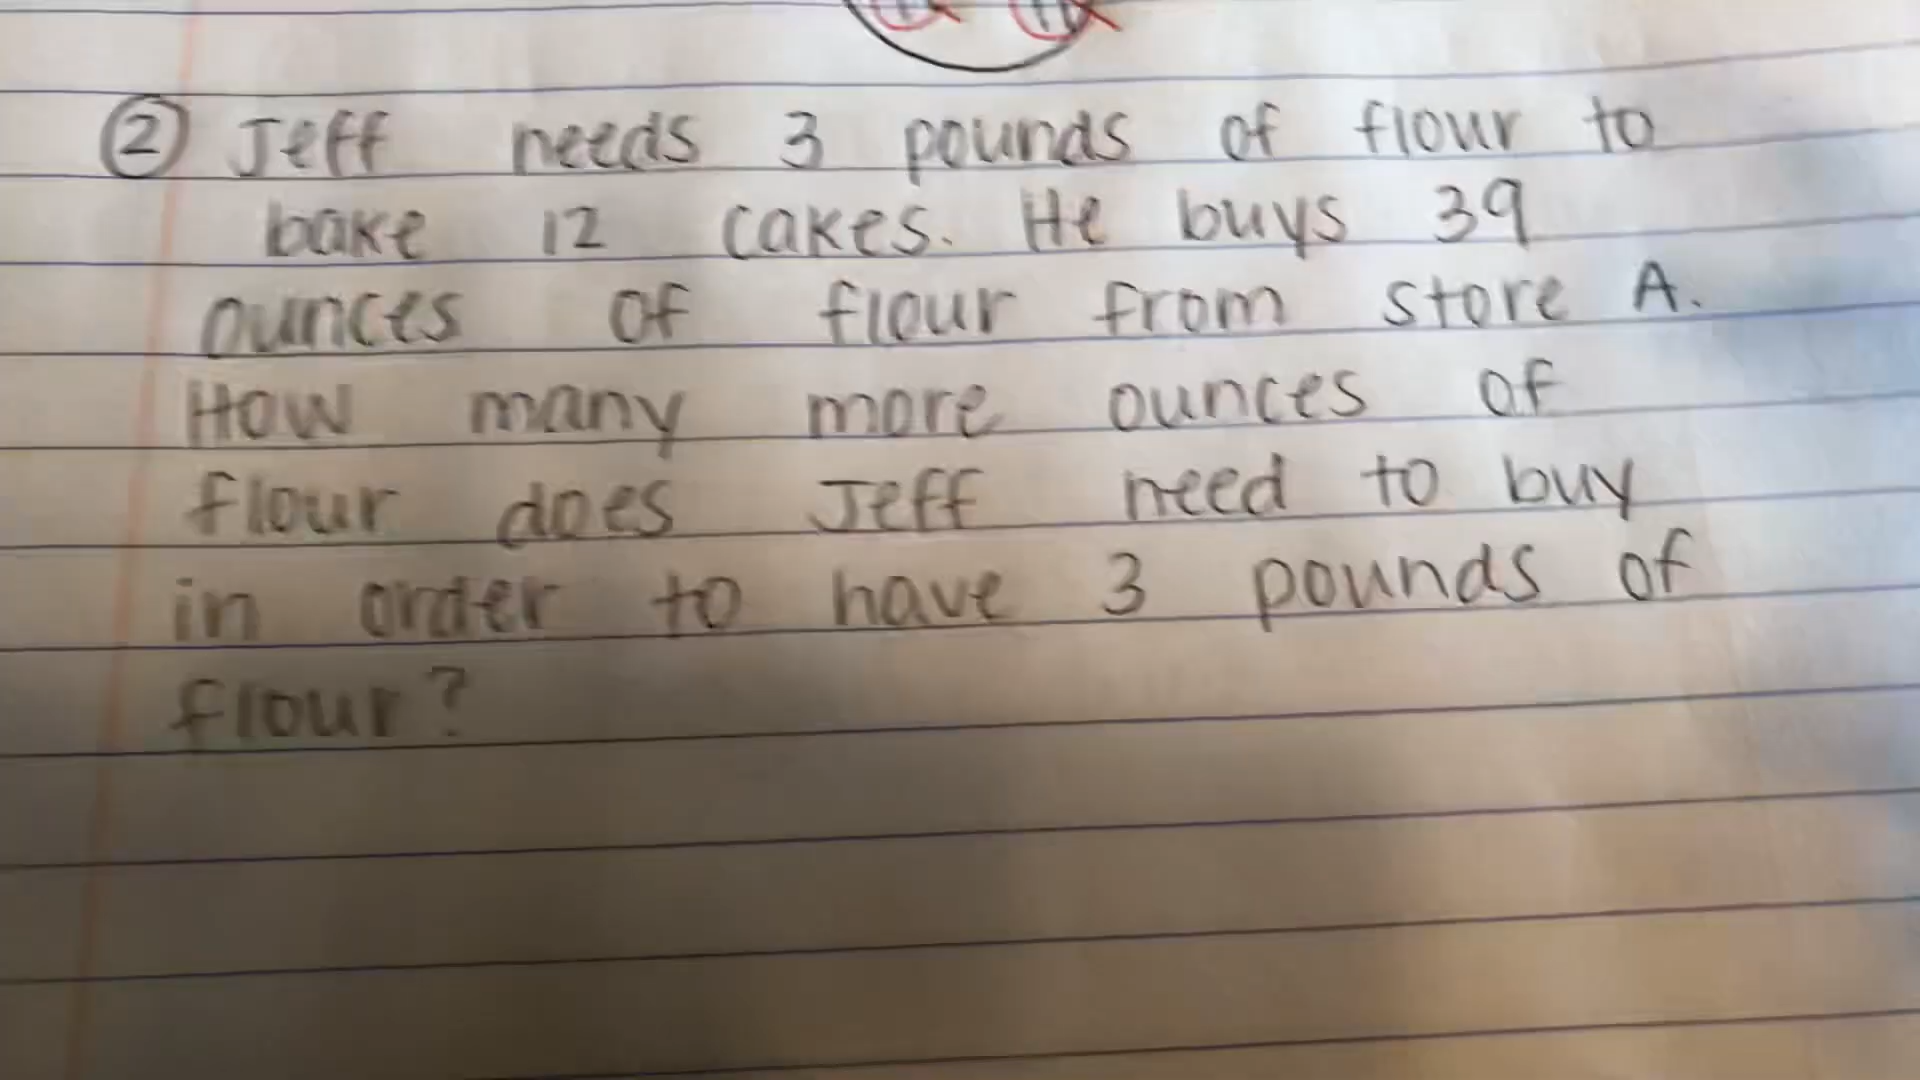 ② Jeff needs 3 pounds of flour to
bake 12 cakes. He buys 39
ounces of flour from store A.
How many more ounces of
flour does Jeff need to buy
in order to have 3 pounds of
flour?